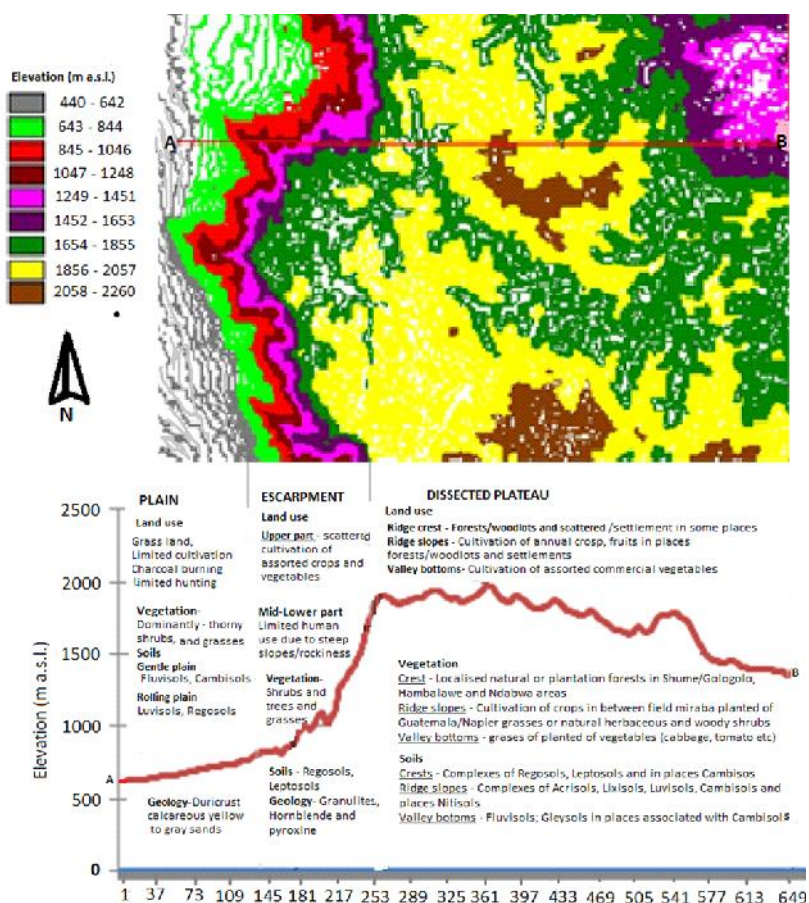 Elevation (m a.s.l.)
440 - 642
643 - 844
845 - 1046
1047 - 1248
1249 - 1451
1452 - 1653
1654 - 1855
1856 - 2057
2058 - 2260
N
A
B
PLAIN
Land use
Grass land,
Limited cultivation
Charcoal burning
limited hunting
Vegetation-
Dominantly - thorny
shrubs, and grasses
Soils
Gentle plain
Fluvisols, Cambisols
Rolling plain
Luvisols, Regosols
Geology-Duricrust
calcareous yellow
to gray sands
ESCARPMENT
Land use
Upper part - scatterig
cultivation of
assorted crops and
vegetables
Mid-Lower part
Limited human
use due to steep
slopes/rockiness
Vegetation-
Shrubs and
trees and
grasses
Soils - Regosols,
Leptosols
Geology- Granulites,
Hornblende and
pyroxine
DISSECTED PLATEAU
Land use
Ridge crest - Forests/woodlots and scattered /settlement in some places
Ridge slopes - Cultivation of annual crosp, fruits in places
forests/woodlots and settlements
Valley bottoms- Cultivation of assorted commercial vegetables
Vegetation
Crest - Localised natural or plantation forests in Shume/Gologolo,
Hambalawe and Ndabwa areas
Ridge slopes - Cultivation of crops in between field miraba planted of
Guatemala/Napier grasses or natural herbaceous and woody shrubs
Valley bottoms - grases of planted of vegetables (cabbage, tomato etc)
Soils
Crests - Complexes of Regosols, Leptosols and in places Cambisos
Ridge slopes - Complexes of Acrisols, Lixisols, Luvisols, Cambisols and
places Nitisols
Valley botoms - Fluvisols; Gleysols in places associated with Cambisols
Elevation (m a.s.l.)
2500
2000
1500
1000
500
0
A
B
1 37 73 109 145 181 217 253 289 325 361 397 433 469 505 541 577 613 649